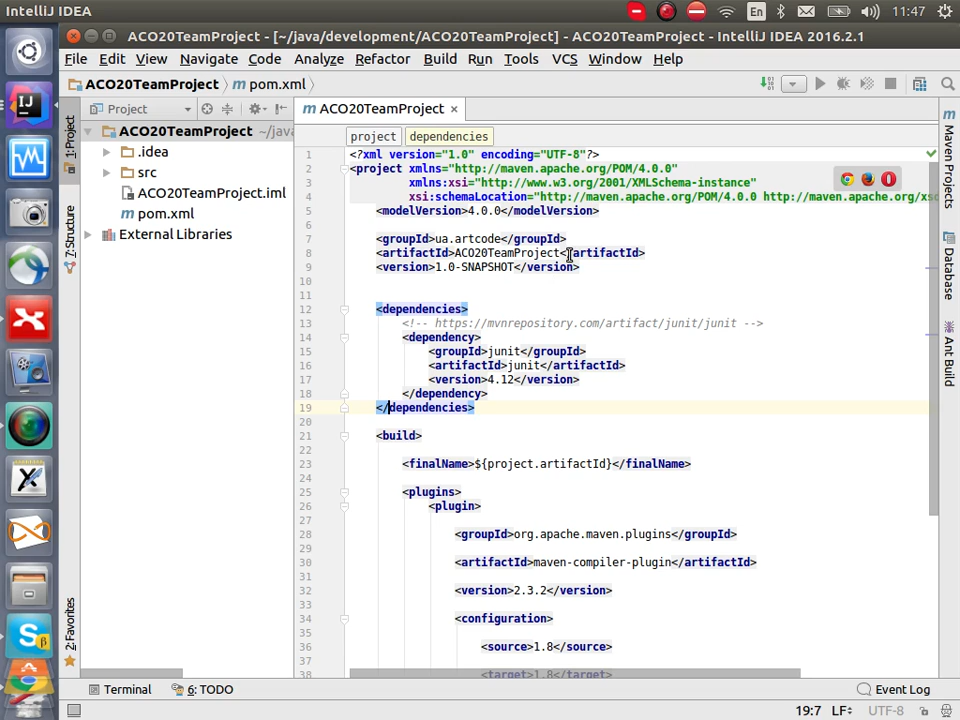 IntelliJ IDEA
En
11:47
ACO20TeamProject - [~/java/development/ACO20TeamProject] - ACO20TeamProject - IntelliJ IDEA 2016.2.1
File Edit View Navigate Code Analyze Refactor Build Run Tools VCS Window Help
ACO20TeamProject
pom.xml
Project
ACO20TeamProject
project
dependencies
1: Project
7: Structure
2: Favorites
ACO20TeamProject ~/java
.idea
src
ACO20TeamProject.iml
pom.xml
External Libraries
1 <?xml version="1.0" encoding="UTF-8"?>
2 <project xmlns="http://maven.apache.org/POM/4.0.0"
3 xmlns:xsi="http://www.w3.org/2001/XMLSchema-instance"
4 xsi:schemaLocation="http://maven.apache.org/POM/4.0.0 http://maven.apache.org/xs
5 <modelVersion>4.0.0</modelVersion>
6
7 <groupId>ua.artcode</groupId>
8 <artifactId>ACO20TeamProject</artifactId>
9 <version>1.0-SNAPSHOT</version>
10
11
12 <dependencies>
13 <!-- https://mvnrepository.com/artifact/junit/junit -->
14 <dependency>
15 <groupId>junit</groupId>
16 <artifactId>junit</artifactId>
17 <version>4.12</version>
18 </dependency>
19 </dependencies>
20
21 <build>
22
23 <finalName>${project.artifactId}</finalName>
24
25 <plugins>
26 <plugin>
27
28 <groupId>org.apache.maven.plugins</groupId>
29
30 <artifactId>maven-compiler-plugin</artifactId>
31
32 <version>2.3.2</version>
33
34 <configuration>
35
36 <source>1.8</source>
37
38 <target>1.8</target>
Maven Projects
Database
Ant Build
Terminal
6: TODO
Event Log
19:7 LF UTF-8